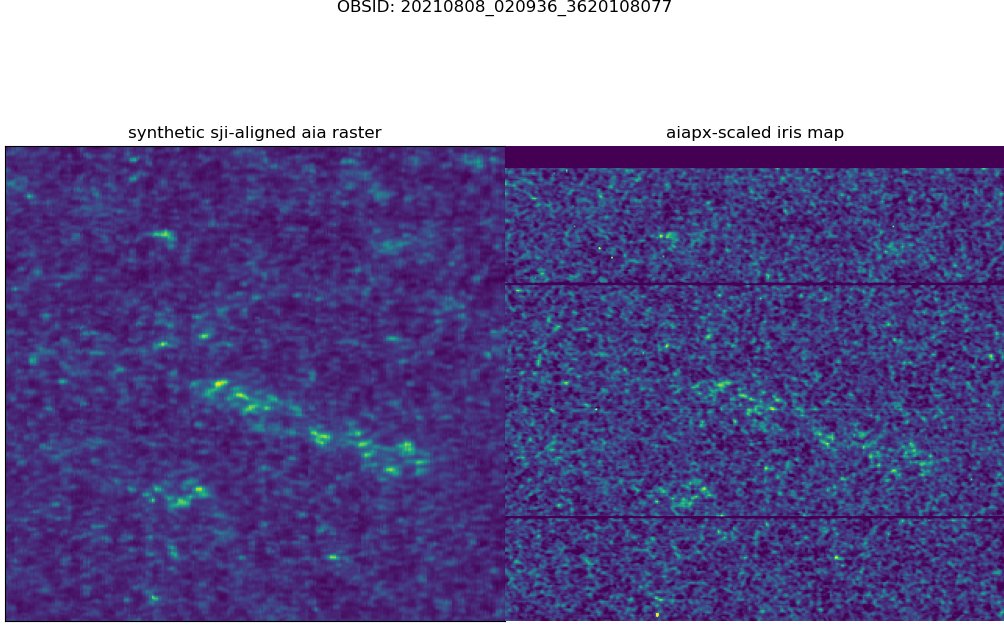 OBSID: 20210808_020936_3620108077
synthetic sji-aligned aia raster
aiapx-scaled iris map